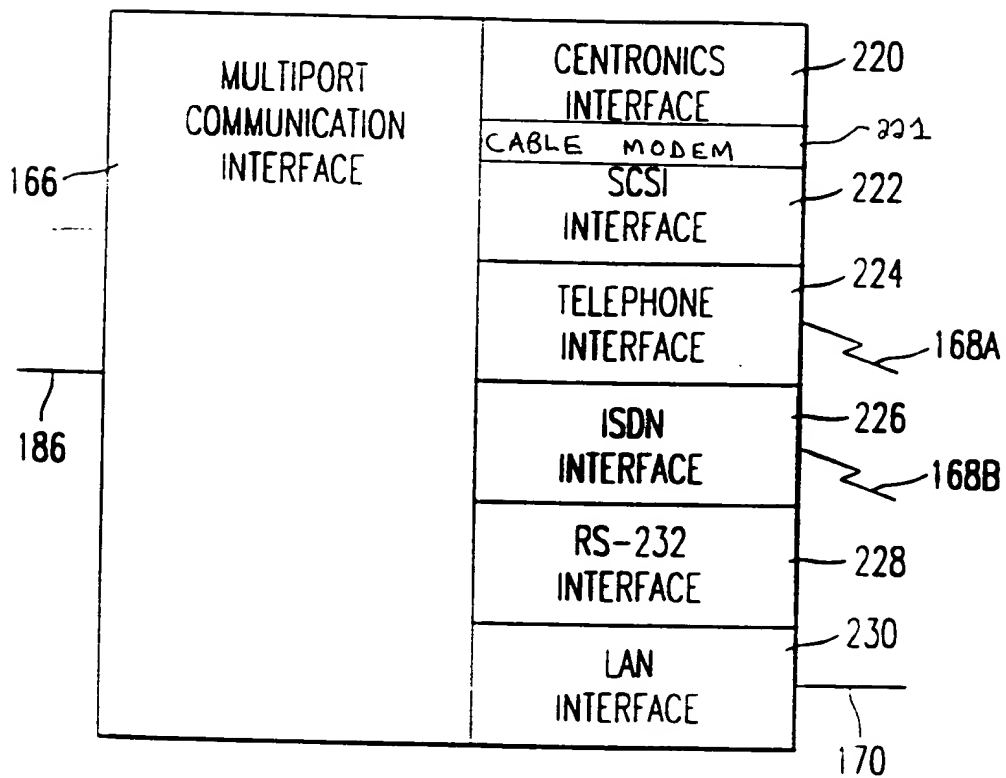 MULTIPORT
COMMUNICATION
INTERFACE
166
186
CENTRONICS
INTERFACE
220
CABLE MODEM
221
SCSI
INTERFACE
222
TELEPHONE
INTERFACE
224
168A
ISDN
INTERFACE
226
168B
RS-232
INTERFACE
228
LAN
INTERFACE
230
170